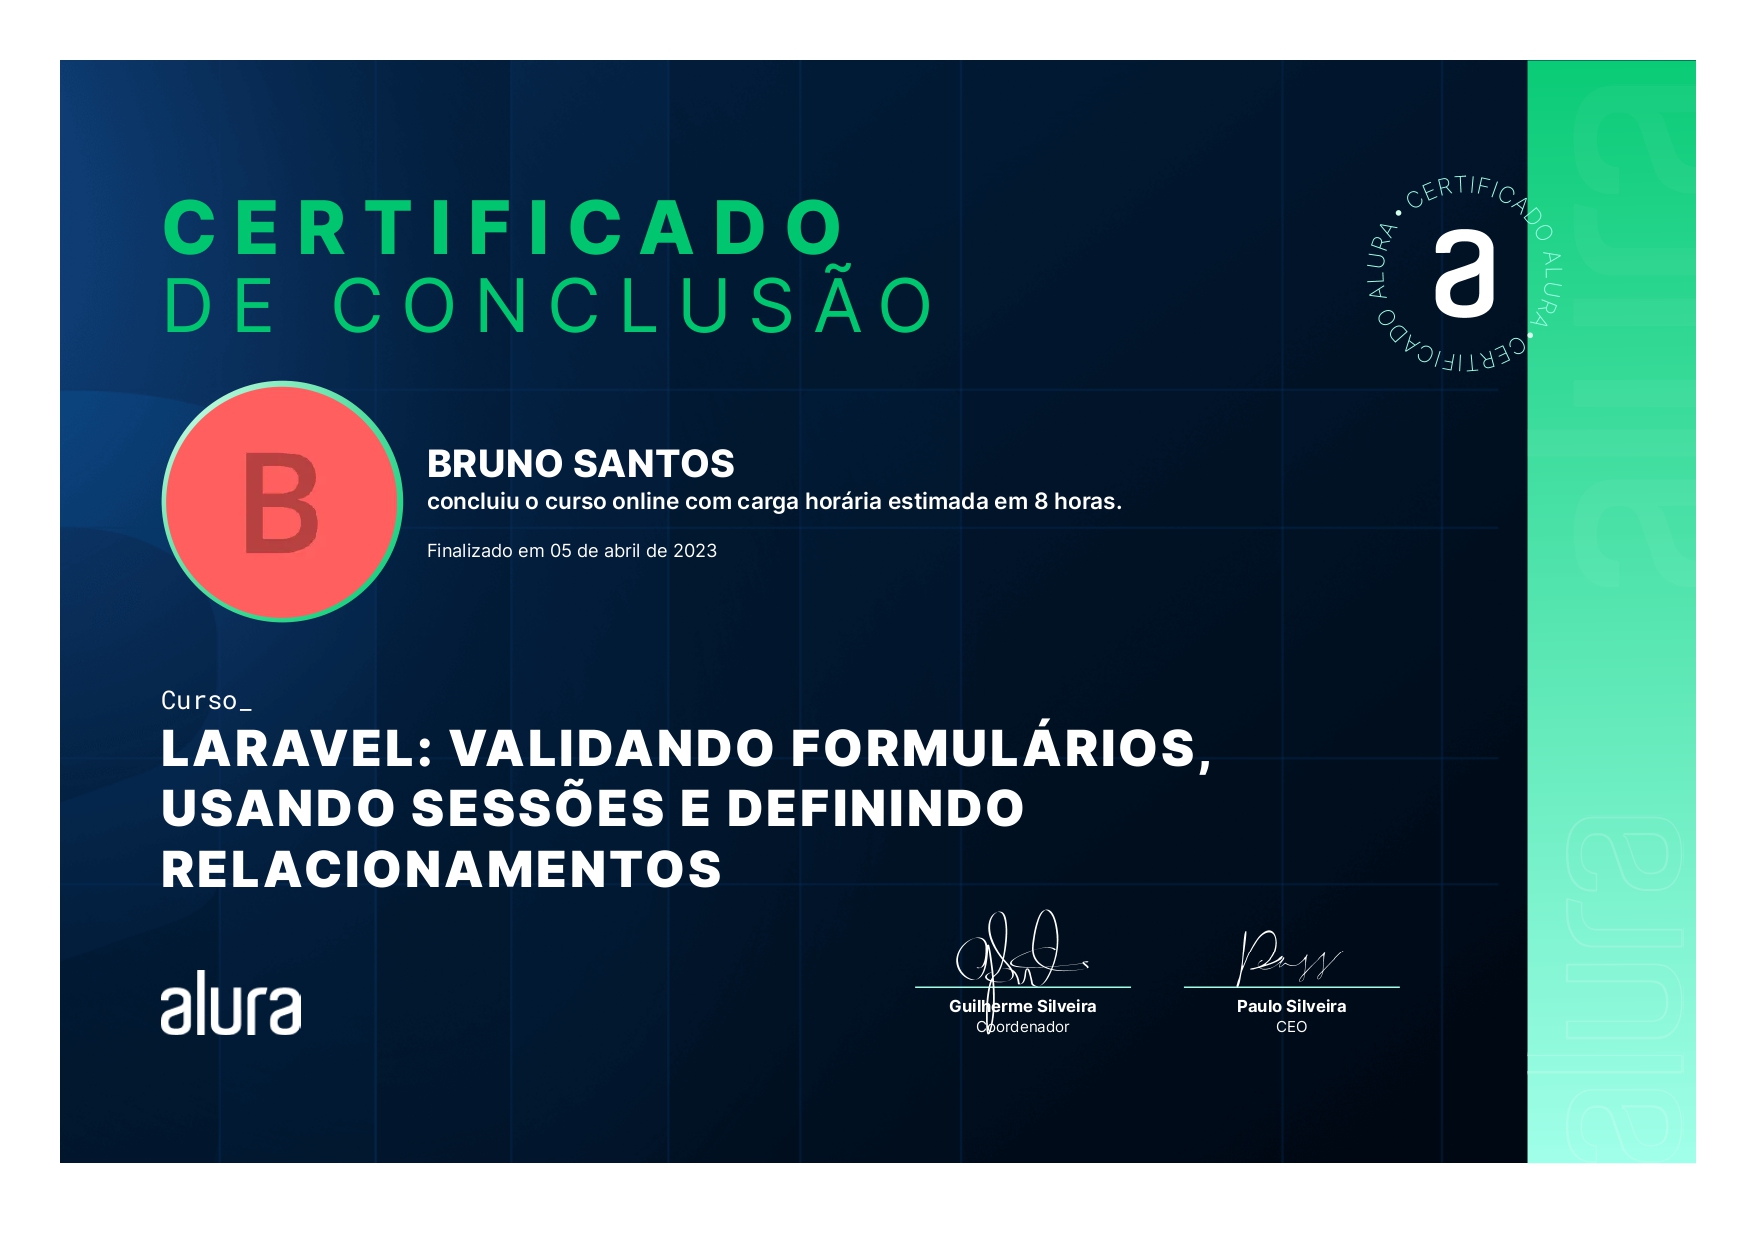 CERTIFICADO
DE CONCLUSÃO
CERTIFICADO ALURA • CERTIFICADO ALURA •
a
B
BRUNO SANTOS
concluiu o curso online com carga horária estimada em 8 horas.
Finalizado em 05 de abril de 2023
Curso_
LARAVEL: VALIDANDO FORMULÁRIOS,
USANDO SESSÕES E DEFININDO
RELACIONAMENTOS
alura
Guilherme Silveira
Coordenador
Paulo Silveira
CEO
alura
alura